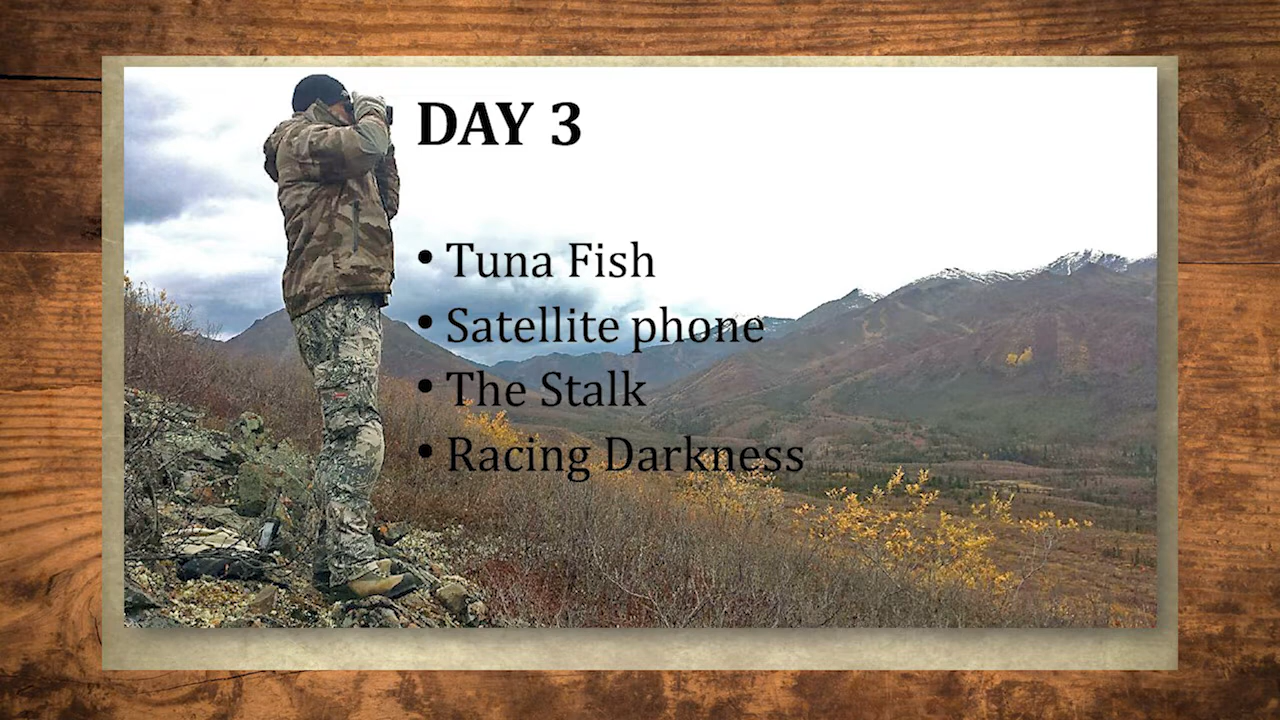 DAY 3
• Tuna Fish
• Satellite phone
• The Stalk
• Racing Darkness